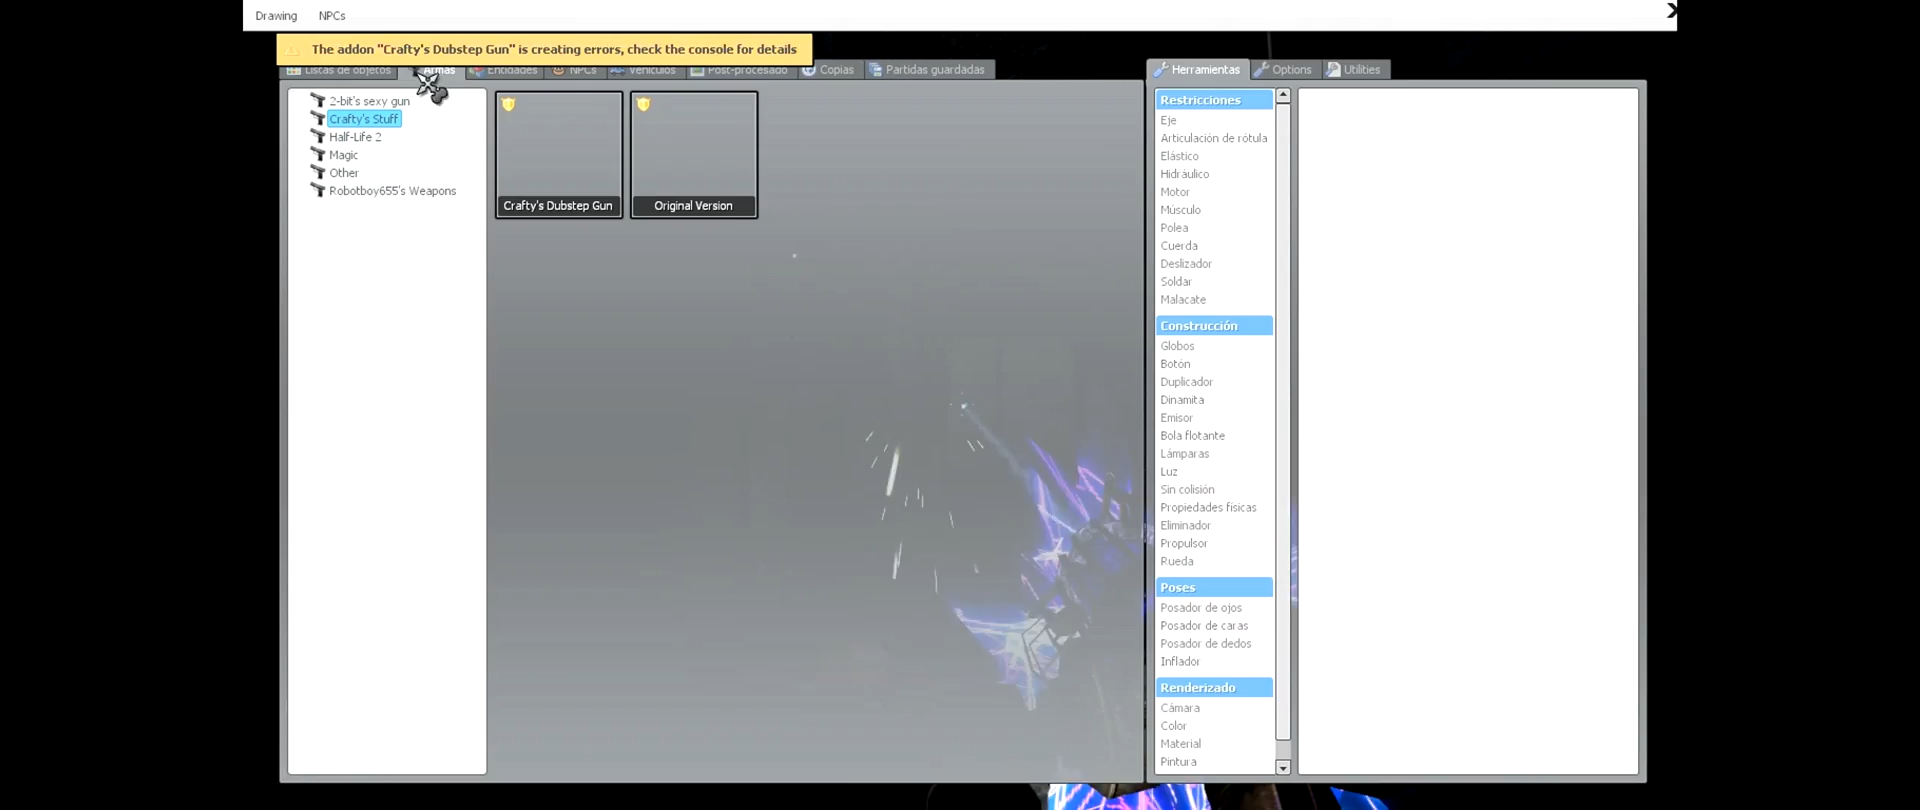 Drawing NPCs
The addon "Crafty's Dubstep Gun" is creating errors, check the console for details
Listas de objetos Armas Entidades NPCs Vehículos Post-procesado Copias Partidas guardadas
2-bit's sexy gun
Crafty's Stuff
Half-Life 2
Magic
Other
Robotboy655's Weapons
Crafty's Dubstep Gun
Original Version
Herramientas Options Utilities
Restricciones
Eje
Articulación de rótula
Elástico
Hidráulico
Motor
Músculo
Polea
Cuerda
Deslizador
Soldar
Malacate
Construcción
Globos
Botón
Duplicador
Dinamita
Emisor
Bola flotante
Lámparas
Luz
Sin colisión
Propiedades físicas
Eliminador
Propulsor
Rueda
Poses
Posador de ojos
Posador de caras
Posador de dedos
Inflador
Renderizado
Cámara
Color
Material
Pintura